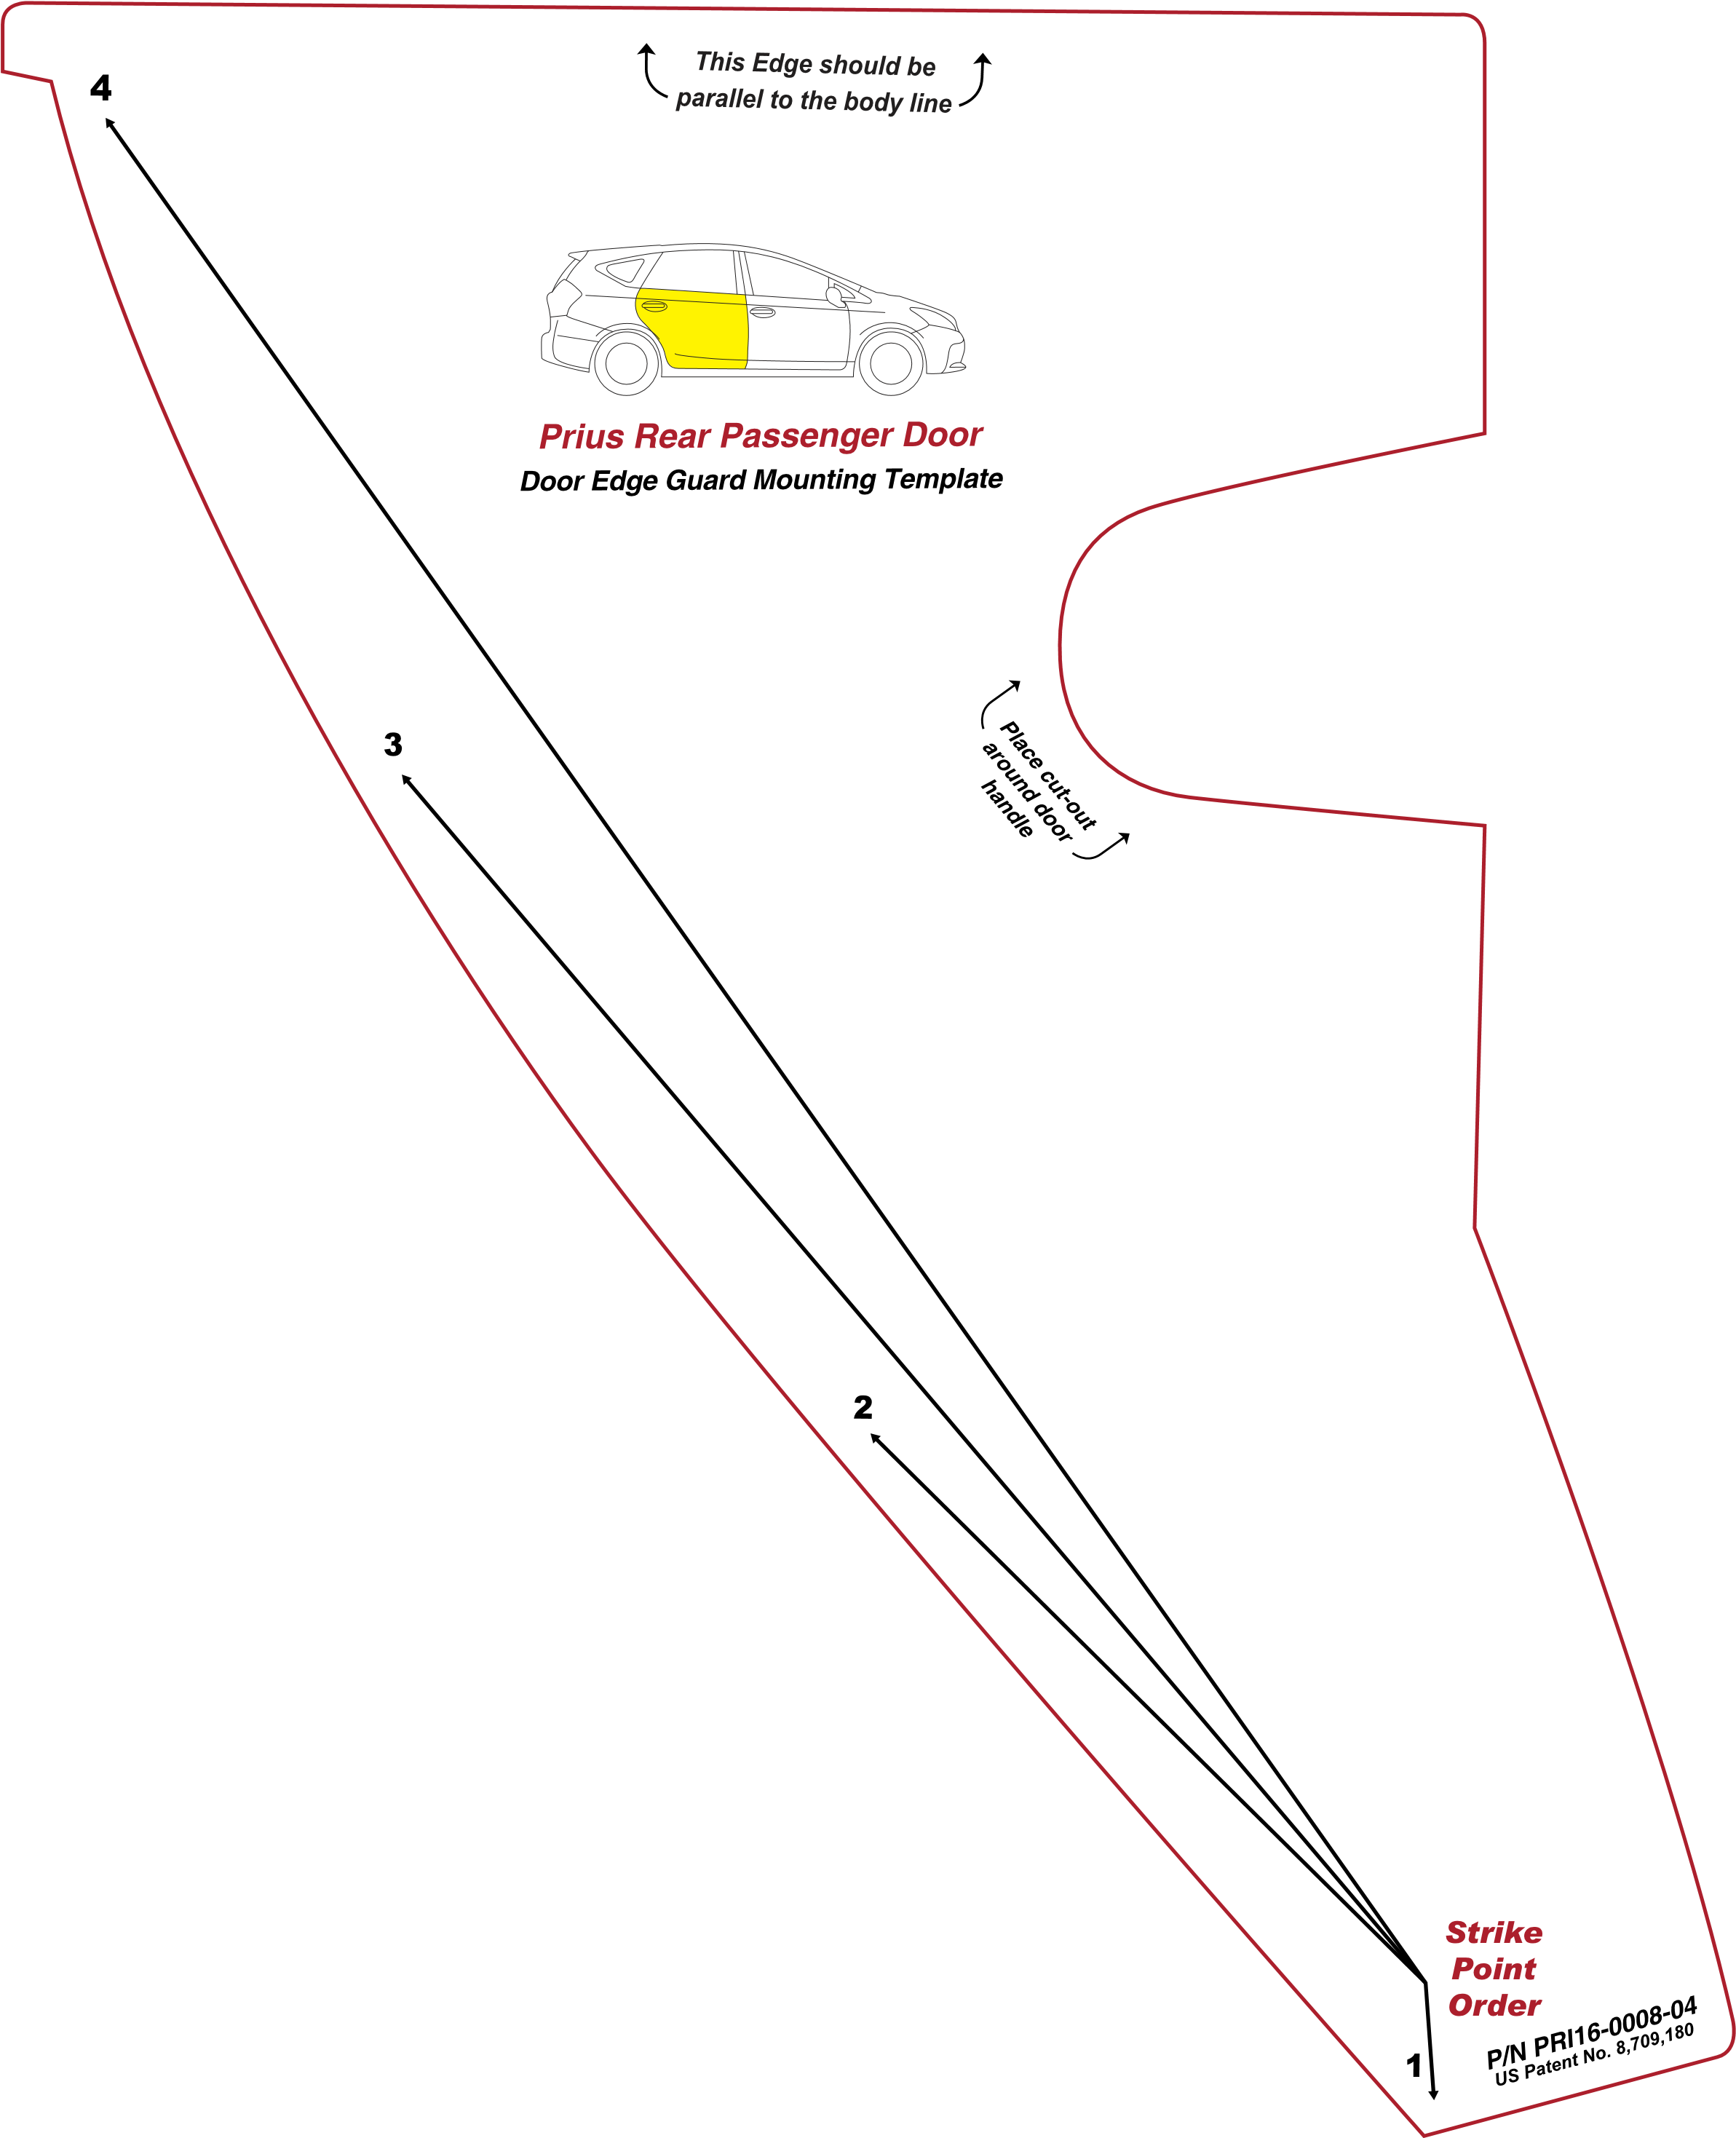 This Edge should be
parallel to the body line
4
Prius Rear Passenger Door
Door Edge Guard Mounting Template
Place cut-out
around door
handle
3
2
Strike
Point
Order
1
P/N PRI16-0008-04
US Patent No. 8,709,180